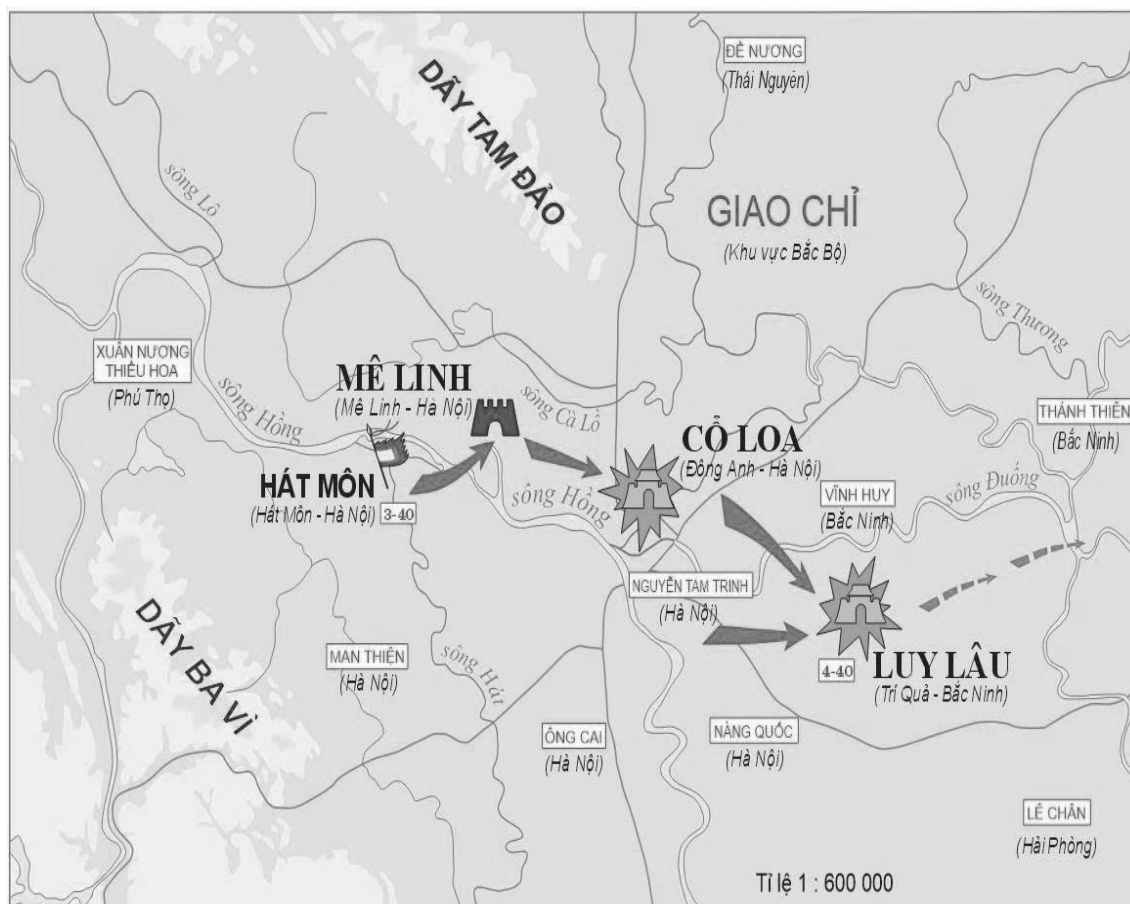 ĐỀ NƯƠNG
(Thái Nguyên)
DÃY TAM ĐẢO
sông Lô
GIAO CHỈ
(Khu vực Bắc Bộ)
sông Thương
XUÂN NƯƠNG
THIỀU HOA
(Phú Thọ)
sông Hồng
MÊ LINH
(Mê Linh - Hà Nội)
sông Cà Lồ
THÁNH THIÊN
(Bắc Ninh)
CỔ LOA
(Đông Anh - Hà Nội)
HÁT MÔN
(Hát Môn - Hà Nội)
3-40
sông Hồng
VĨNH HUY
(Bắc Ninh)
sông Đuống
NGUYỄN TAM TRINH
(Hà Nội)
DÃY BA VÌ
MAN THIỆN
(Hà Nội)
sông Hát
4-40
LUY LÂU
(Trí Quả - Bắc Ninh)
ÔNG CAI
(Hà Nội)
NÀNG QUỐC
(Hà Nội)
LÊ CHÂN
(Hải Phòng)
Tỉ lệ 1 : 600 000